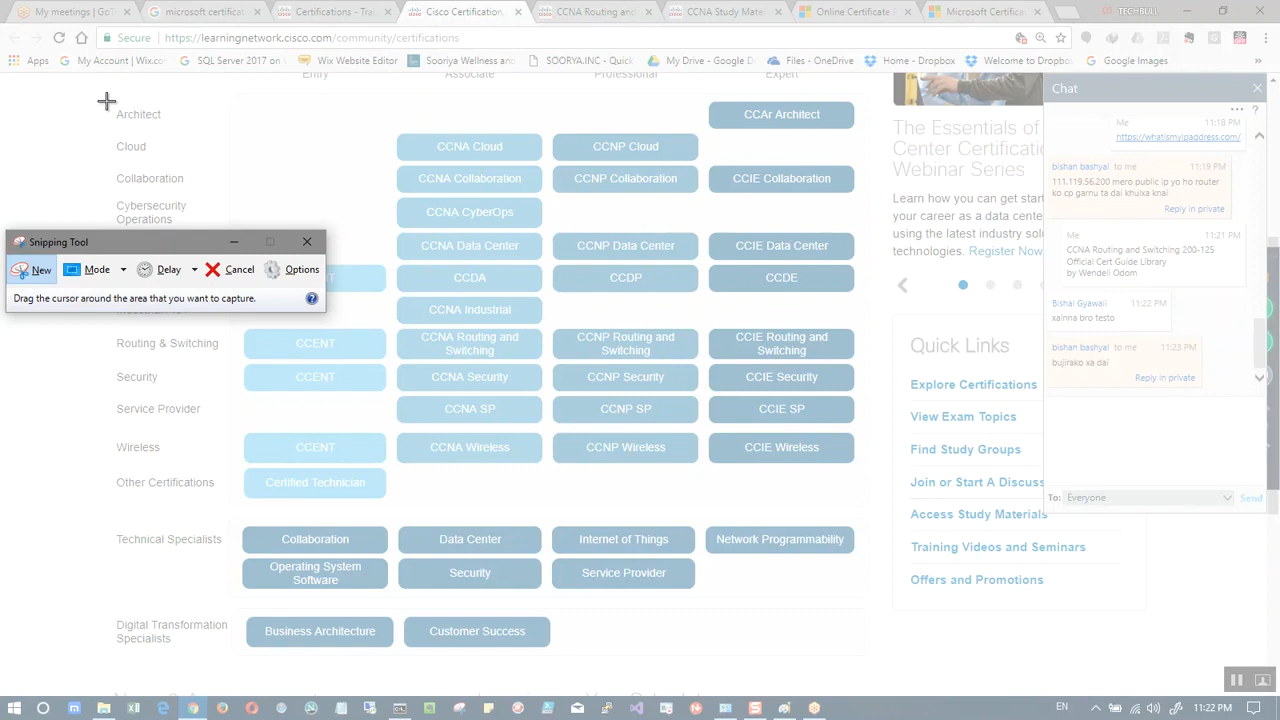 My meetings | GoT
microsoft certificat
Certifications - Tra
Cisco Certification,
CCNA Routing and
CCNA Study Mater
Online Certificate
Microsoft Certificat
TECHBULL
Secure
https://learningnetwork.cisco.com/community/certifications
Apps
My Account | Wix.co
SQL Server 2017
Wix Website Editor
Sooriya Wellness an
SOORYA.INC - Quick
My Drive - Google D
Files - OneDrive
Home - Dropbox
Welcome to Dropbox
Google Images
Entry
Associate
Professional
Expert
Architect
CCAr Architect
Cloud
CCNA Cloud
CCNP Cloud
Collaboration
CCNA Collaboration
CCNP Collaboration
CCIE Collaboration
Cybersecurity
Operations
CCNA CyberOps
CCNA Data Center
CCNP Data Center
CCIE Data Center
CCDA
CCDP
CCDE
CCNA Industrial
Routing & Switching
CCENT
CCNA Routing and
Switching
CCNP Routing and
Switching
CCIE Routing and
Switching
Security
CCENT
CCNA Security
CCNP Security
CCIE Security
Service Provider
CCNA SP
CCNP SP
CCIE SP
Wireless
CCENT
CCNA Wireless
CCNP Wireless
CCIE Wireless
Other Certifications
Certified Technician
Technical Specialists
Collaboration
Data Center
Internet of Things
Network Programmability
Operating System
Software
Security
Service Provider
Digital Transformation
Specialists
Business Architecture
Customer Success
Snipping Tool
New
Mode
Delay
Cancel
Options
Drag the cursor around the area that you want to capture.
The Essentials of
Center Certification
Webinar Series
Learn how you can get start
your career as a data cente
using the latest industry solu
technologies. Register Now
Quick Links
Explore Certifications
View Exam Topics
Find Study Groups
Join or Start A Discuss
Access Study Materials
Training Videos and Seminars
Offers and Promotions
Chat
Me 11:18 PM
https://whatismyipaddress.com/
bishan bashyal to me 11:19 PM
111.119.56.200 mero public ip yo ho router
ko cp garnu ta dai khuixa knai
Reply in private
Me 11:21 PM
CCNA Routing and Switching 200-125
Official Cert Guide Library
by Wendell Odom
Bishal Gyawali 11:22 PM
xainna bro testo
bishan bashyal to me 11:23 PM
bujirako xa dai
Reply in private
To: Everyone
Send
EN
11:22 PM